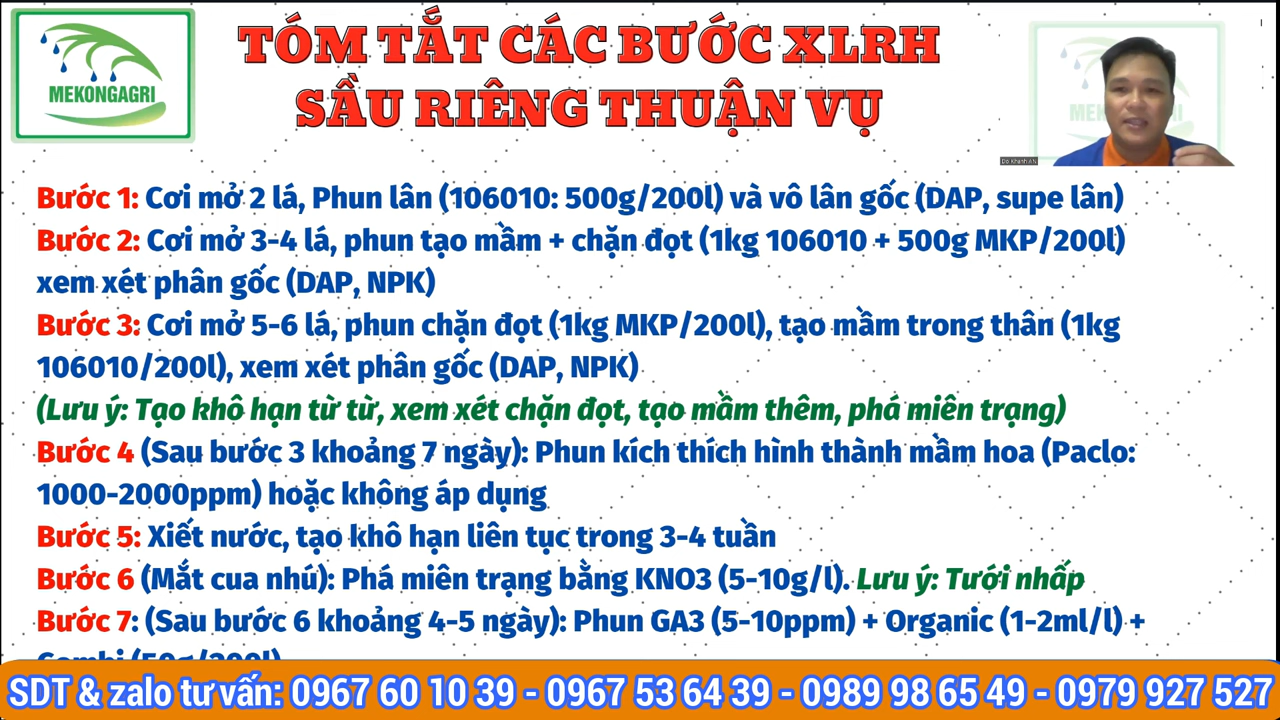 MEKONGAGRI
TÓM TẮT CÁC BƯỚC XLRH
SẦU RIÊNG THUẬN VỤ
MEKONGAGRI
Do Khanh AN
Bước 1: Cơi mở 2 lá, Phun lân (106010: 500g/200l) và vô lân gốc (DAP, supe lân)
Bước 2: Cơi mở 3-4 lá, phun tạo mầm + chặn đọt (1kg 106010 + 500g MKP/200l)
xem xét phân gốc (DAP, NPK)
Bước 3: Cơi mở 5-6 lá, phun chặn đọt (1kg MKP/200l), tạo mầm trong thân (1kg
106010/200l), xem xét phân gốc (DAP, NPK)
(Lưu ý: Tạo khô hạn từ từ, xem xét chặn đọt, tạo mầm thêm, phá miên trạng)
Bước 4 (Sau bước 3 khoảng 7 ngày): Phun kích thích hình thành mầm hoa (Paclo:
1000-2000ppm) hoặc không áp dụng
Bước 5: Xiết nước, tạo khô hạn liên tục trong 3-4 tuần
Bước 6 (Mắt cua nhú): Phá miên trạng bằng KNO3 (5-10g/l). Lưu ý: Tưới nhấp
Bước 7: (Sau bước 6 khoảng 4-5 ngày): Phun GA3 (5-10ppm) + Organic (1-2ml/l) +
Combi (50g/200l)
SDT & zalo tư vấn: 0967 60 10 39 - 0967 53 64 39 - 0989 98 65 49 - 0979 927 527